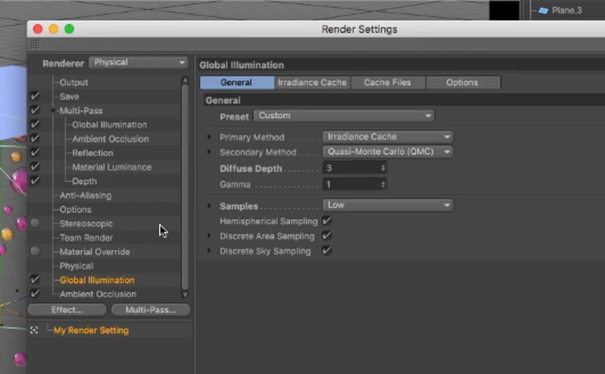 Plane.3
Render Settings
Renderer Physical
Output
Save
Multi-Pass
Global Illumination
Ambient Occlusion
Reflection
Material Luminance
Depth
Anti-Aliasing
Options
Stereoscopic
Team Render
Material Override
Physical
Global Illumination
Ambient Occlusion
Effect... Multi-Pass...
My Render Setting
Global Illumination
General Irradiance Cache Cache Files Options
General
Preset Custom
Primary Method Irradiance Cache
Secondary Method Quasi-Monte Carlo (QMC)
Diffuse Depth 3
Gamma 1
Samples Low
Hemispherical Sampling
Discrete Area Sampling
Discrete Sky Sampling